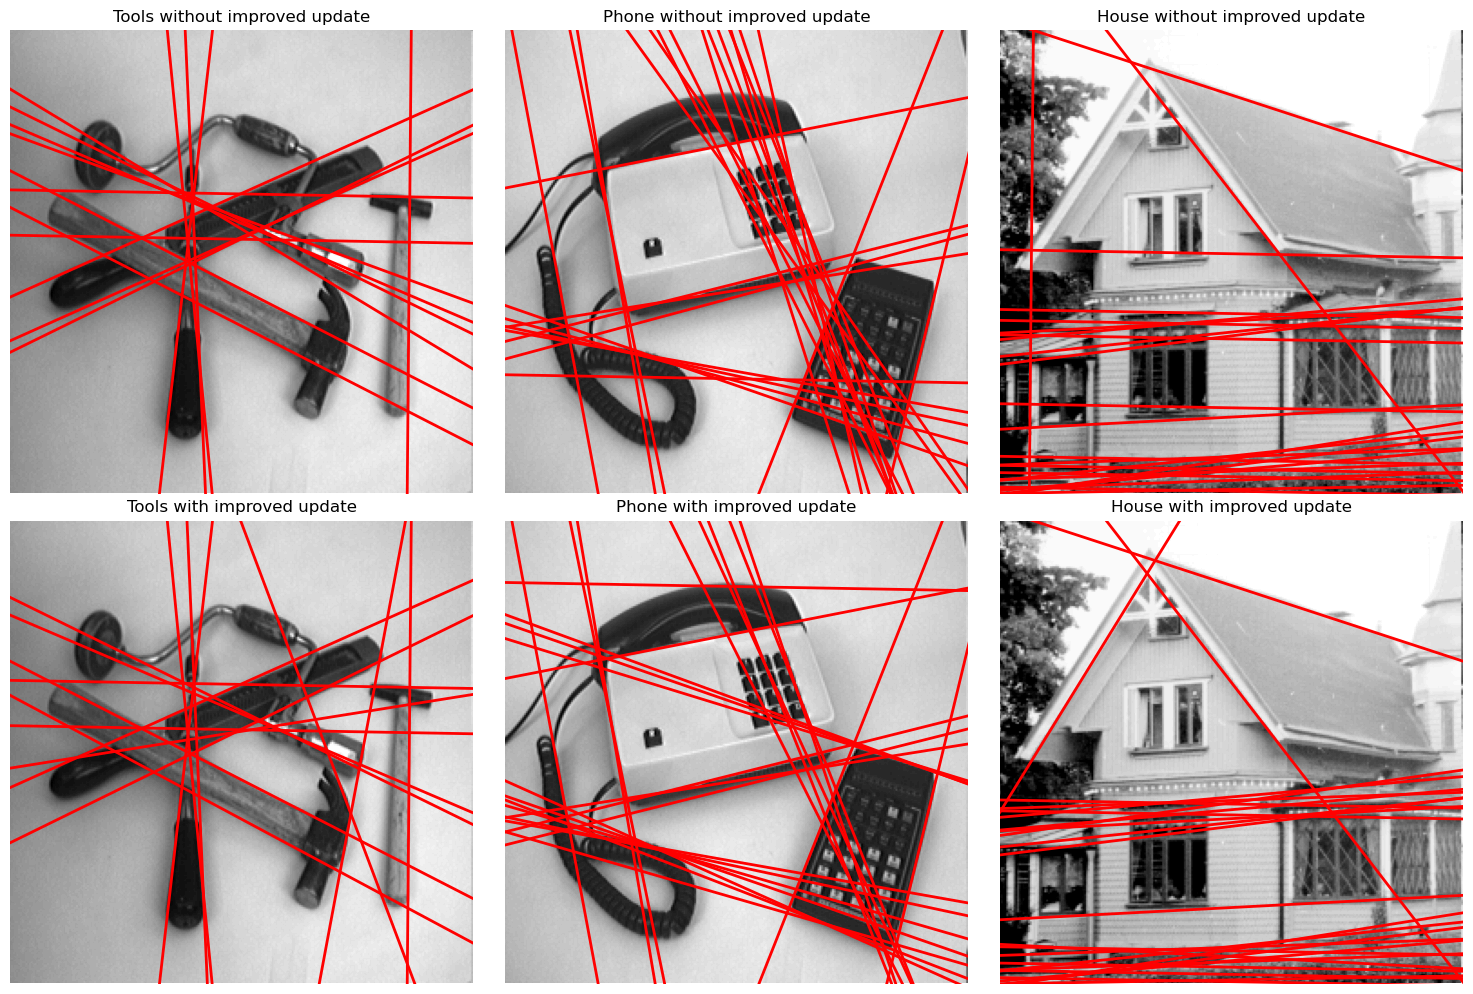 Tools without improved update
Phone without improved update
House without improved update
Tools with improved update
Phone with improved update
House with improved update